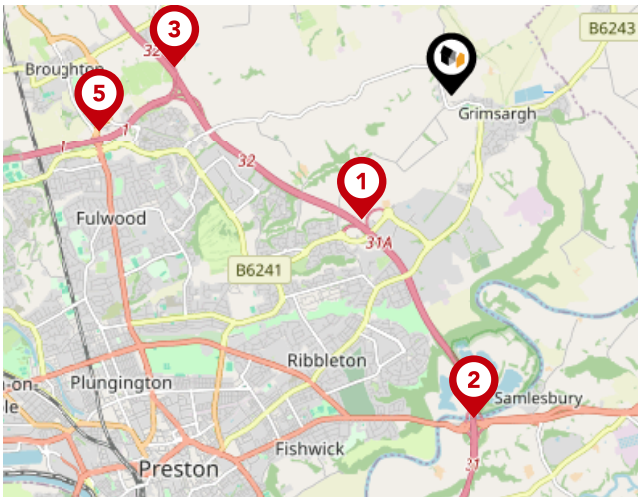 3
32
B6243
Broughton
5
Grimsargh
1
1
32
1
Fulwood
31A
B6241
Ribbleton
2
Plungington
Samlesbury
Fishwick
Preston